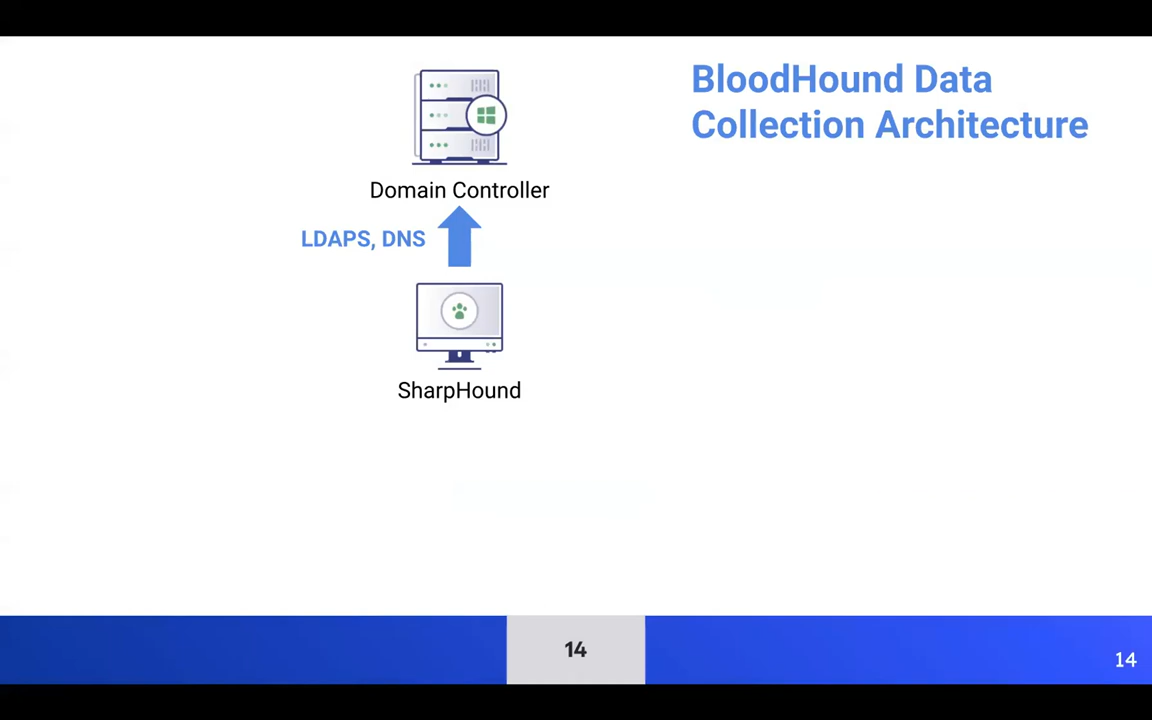 BloodHound Data
Collection Architecture
Domain Controller
LDAPS, DNS
SharpHound
14
14